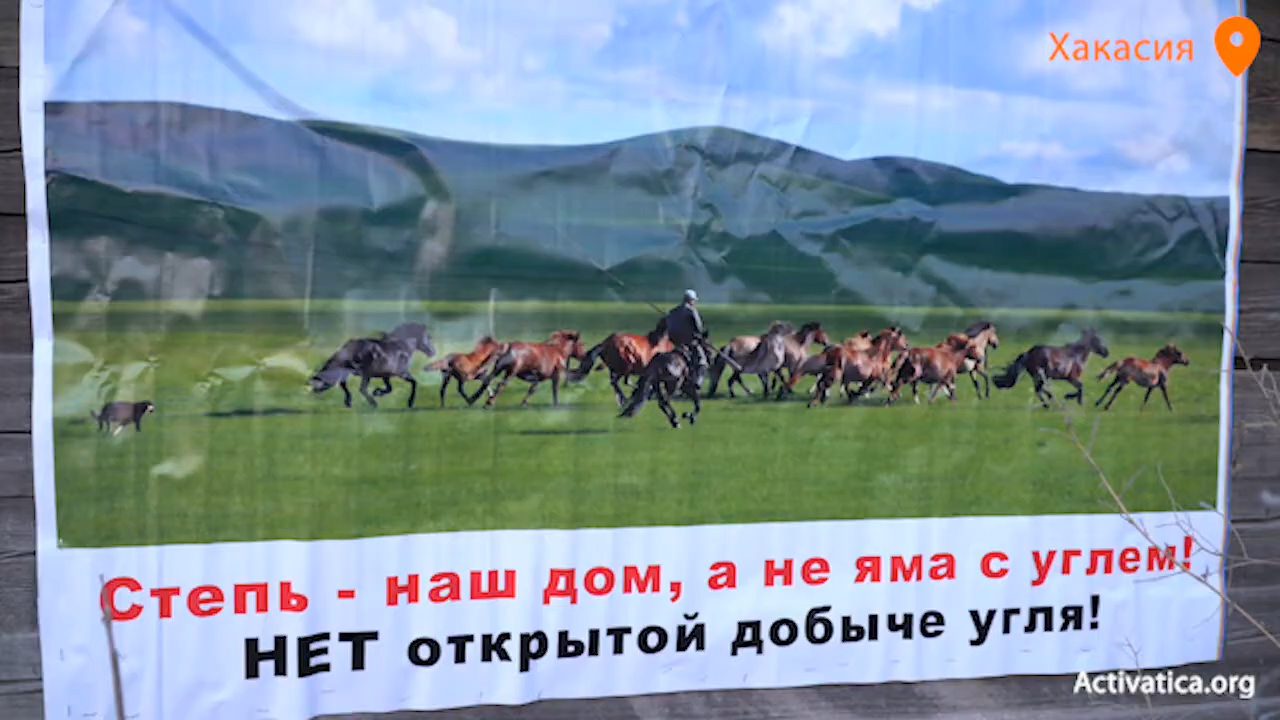 Хакасия
Степь - наш дом, а не яма с углем!
НЕТ открытой добыче угля!
Activatica.org